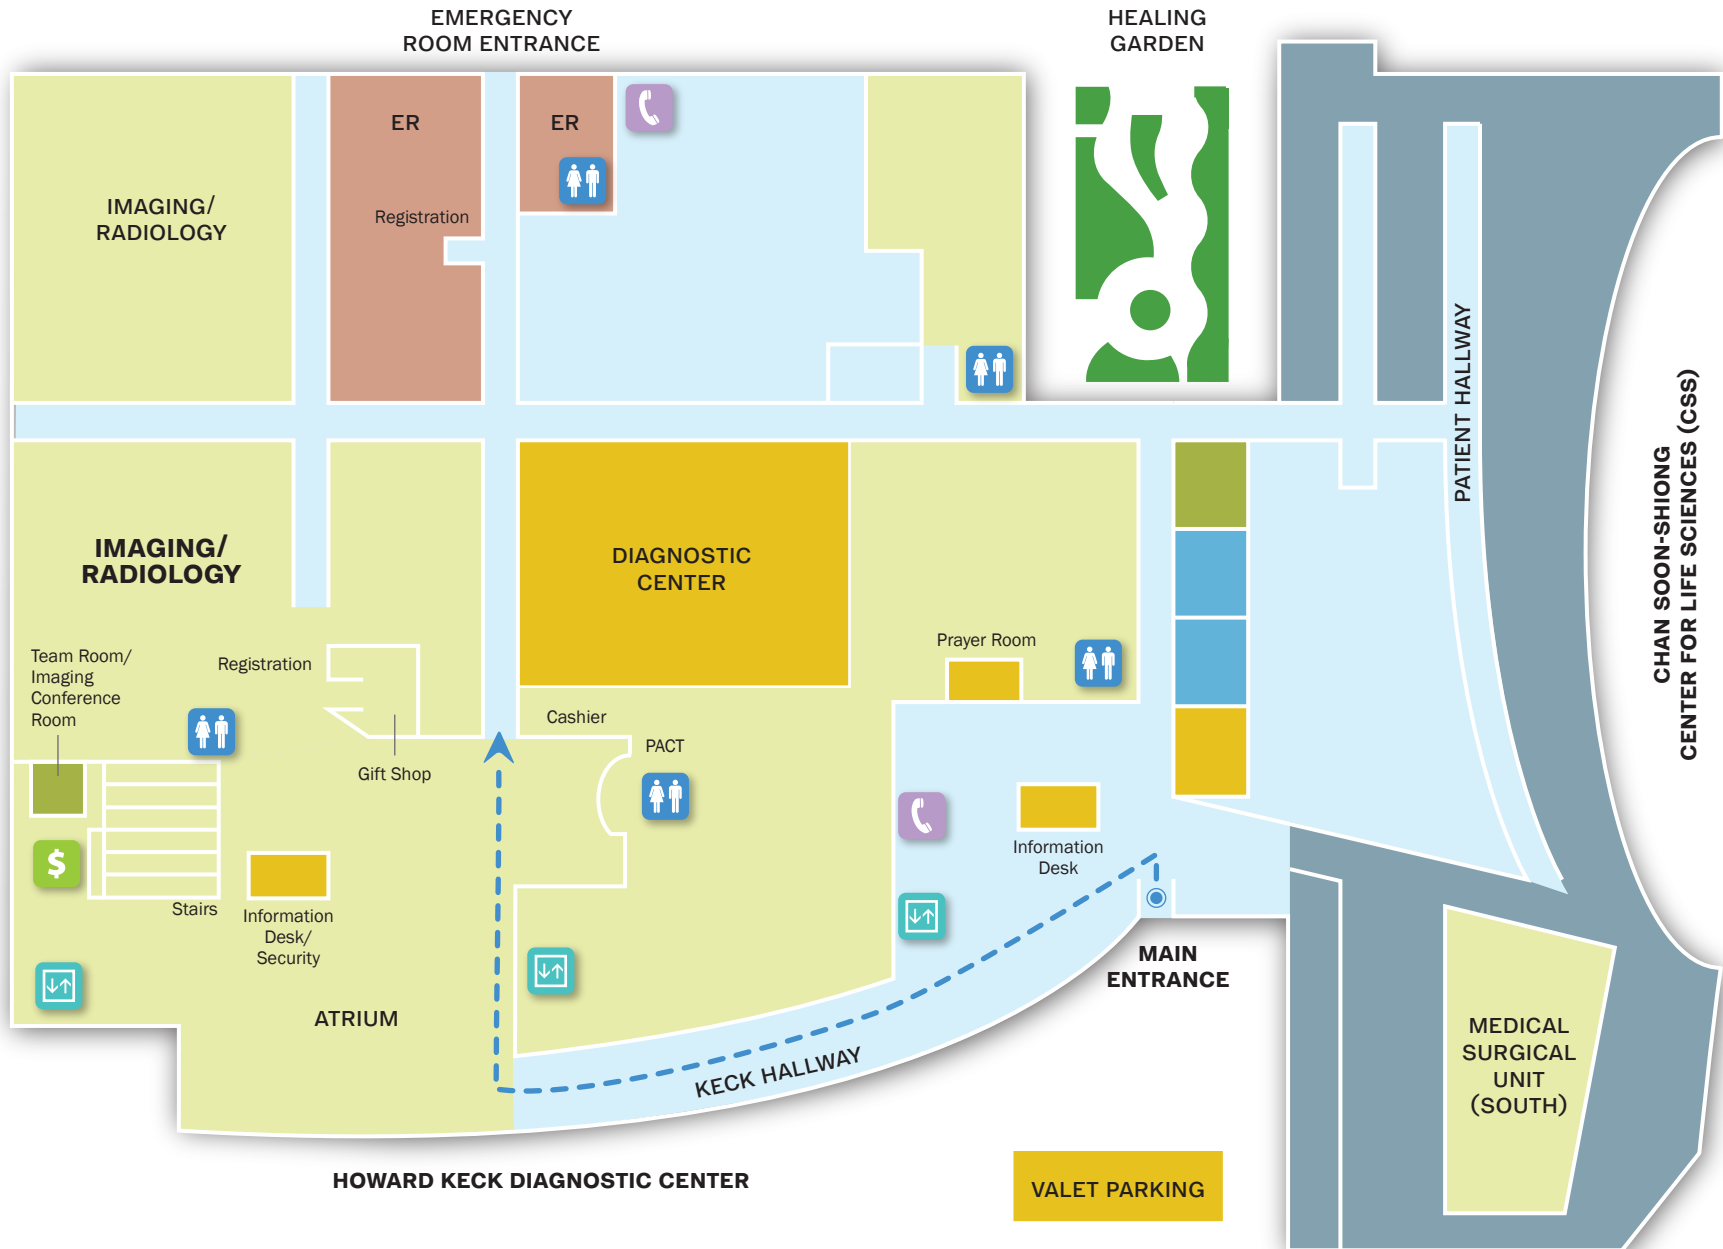 EMERGENCY
ROOM ENTRANCE
HEALING
GARDEN
ER
ER
IMAGING/
RADIOLOGY
Registration
PATIENT HALLWAY
CHAN SOON-SHIONG
CENTER FOR LIFE SCIENCES (CSS)
IMAGING/
RADIOLOGY
DIAGNOSTIC
CENTER
Prayer Room
Team Room/
Imaging
Conference
Room
Registration
Cashier
PACT
Gift Shop
$
Information
Desk
Stairs
Information
Desk/
Security
MAIN
ENTRANCE
ATRIUM
KECK HALLWAY
MEDICAL
SURGICAL
UNIT
(SOUTH)
HOWARD KECK DIAGNOSTIC CENTER
VALET PARKING